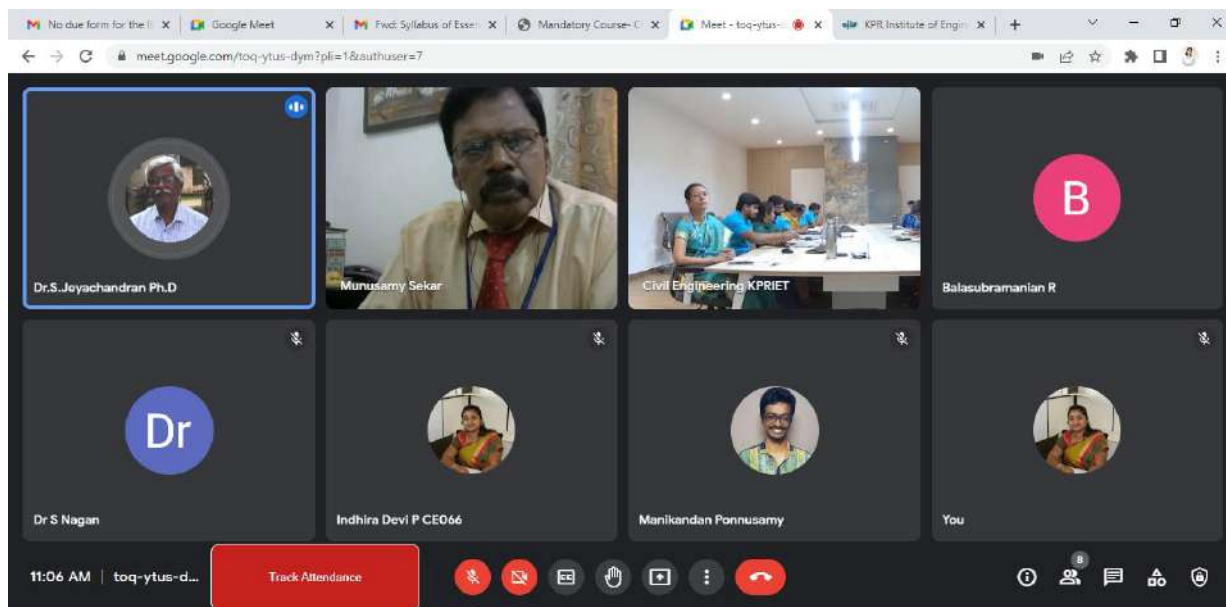 No due form for the li
Google Meet
Fwd: Syllabus of Essen
Mandatory Course- C
Meet - toq-ytus-
KPR Institute of Engin
meet.google.com/toq-ytus-dym?pli=1&authuser=7
Dr.S.Jeyachandran Ph.D
Munusamy Sekar
Civil Engineering KPRIET
B
Balasubramanian R
Dr
Dr S Nagan
Indhira Devi P CE066
Manikandan Ponnusamy
You
11:06 AM | toq-ytus-d...
Track Attendance
CC
8